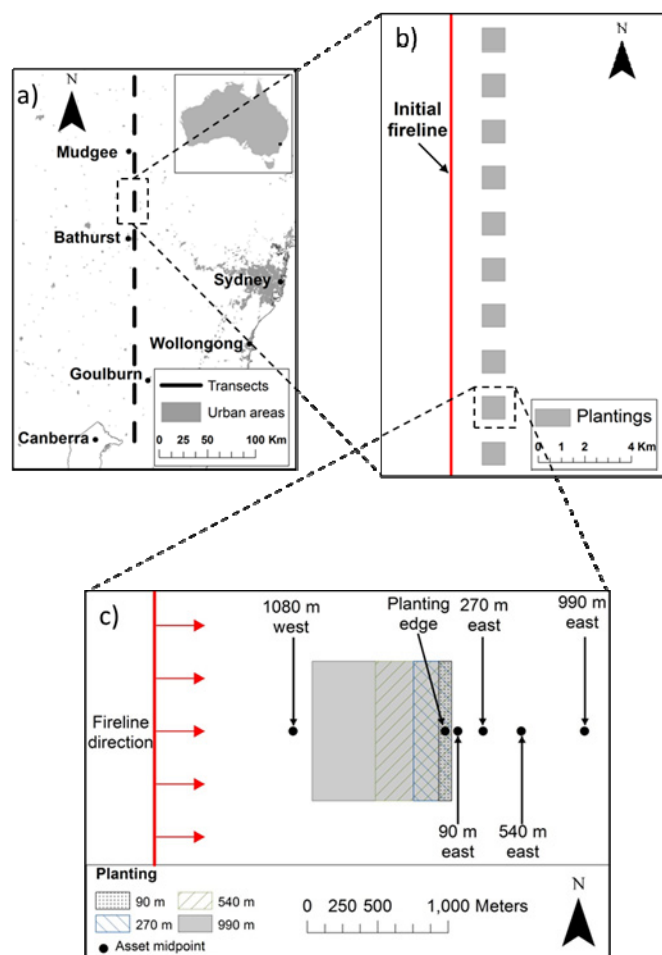 a)
N
Mudgee
Bathurst
Sydney
Wollongong
Goulburn
Canberra
Transects
Urban areas
0 25 50 100 Km
b)
N
Initial
fireline
Plantings
0 1 2 4 Km
c)
1080 m
west
Planting
edge
270 m
east
990 m
east
Fireline
direction
90 m
east
540 m
east
Planting
90 m
540 m
270 m
990 m
Asset midpoint
0 250 500 1,000 Meters
N